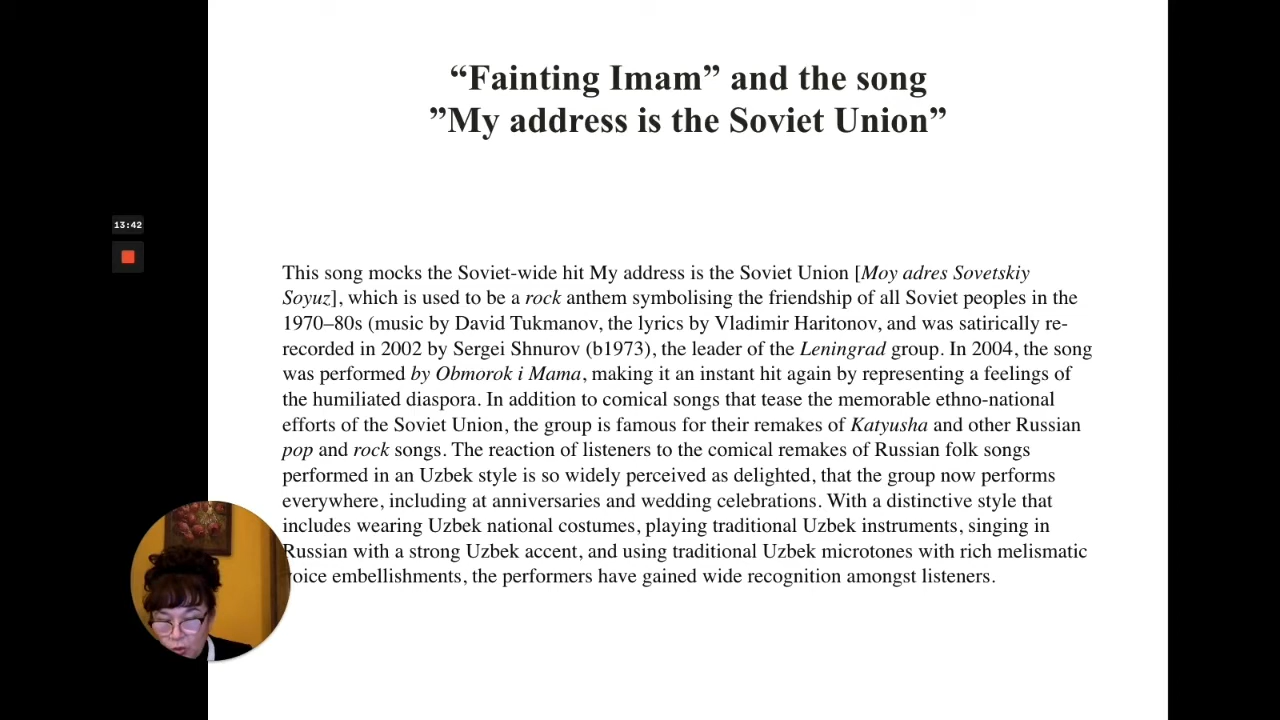 “Fainting Imam” and the song
”My address is the Soviet Union”
13:42
This song mocks the Soviet-wide hit My address is the Soviet Union [Moy adres Sovetskiy
Soyuz], which is used to be a rock anthem symbolising the friendship of all Soviet peoples in the
1970–80s (music by David Tukmanov, the lyrics by Vladimir Haritonov, and was satirically re-
recorded in 2002 by Sergei Shnurov (b1973), the leader of the Leningrad group. In 2004, the song
was performed by Obmorok i Mama, making it an instant hit again by representing a feelings of
the humiliated diaspora. In addition to comical songs that tease the memorable ethno-national
efforts of the Soviet Union, the group is famous for their remakes of Katyusha and other Russian
pop and rock songs. The reaction of listeners to the comical remakes of Russian folk songs
performed in an Uzbek style is so widely perceived as delighted, that the group now performs
everywhere, including at anniversaries and wedding celebrations. With a distinctive style that
includes wearing Uzbek national costumes, playing traditional Uzbek instruments, singing in
Russian with a strong Uzbek accent, and using traditional Uzbek microtones with rich melismatic
voice embellishments, the performers have gained wide recognition amongst listeners.